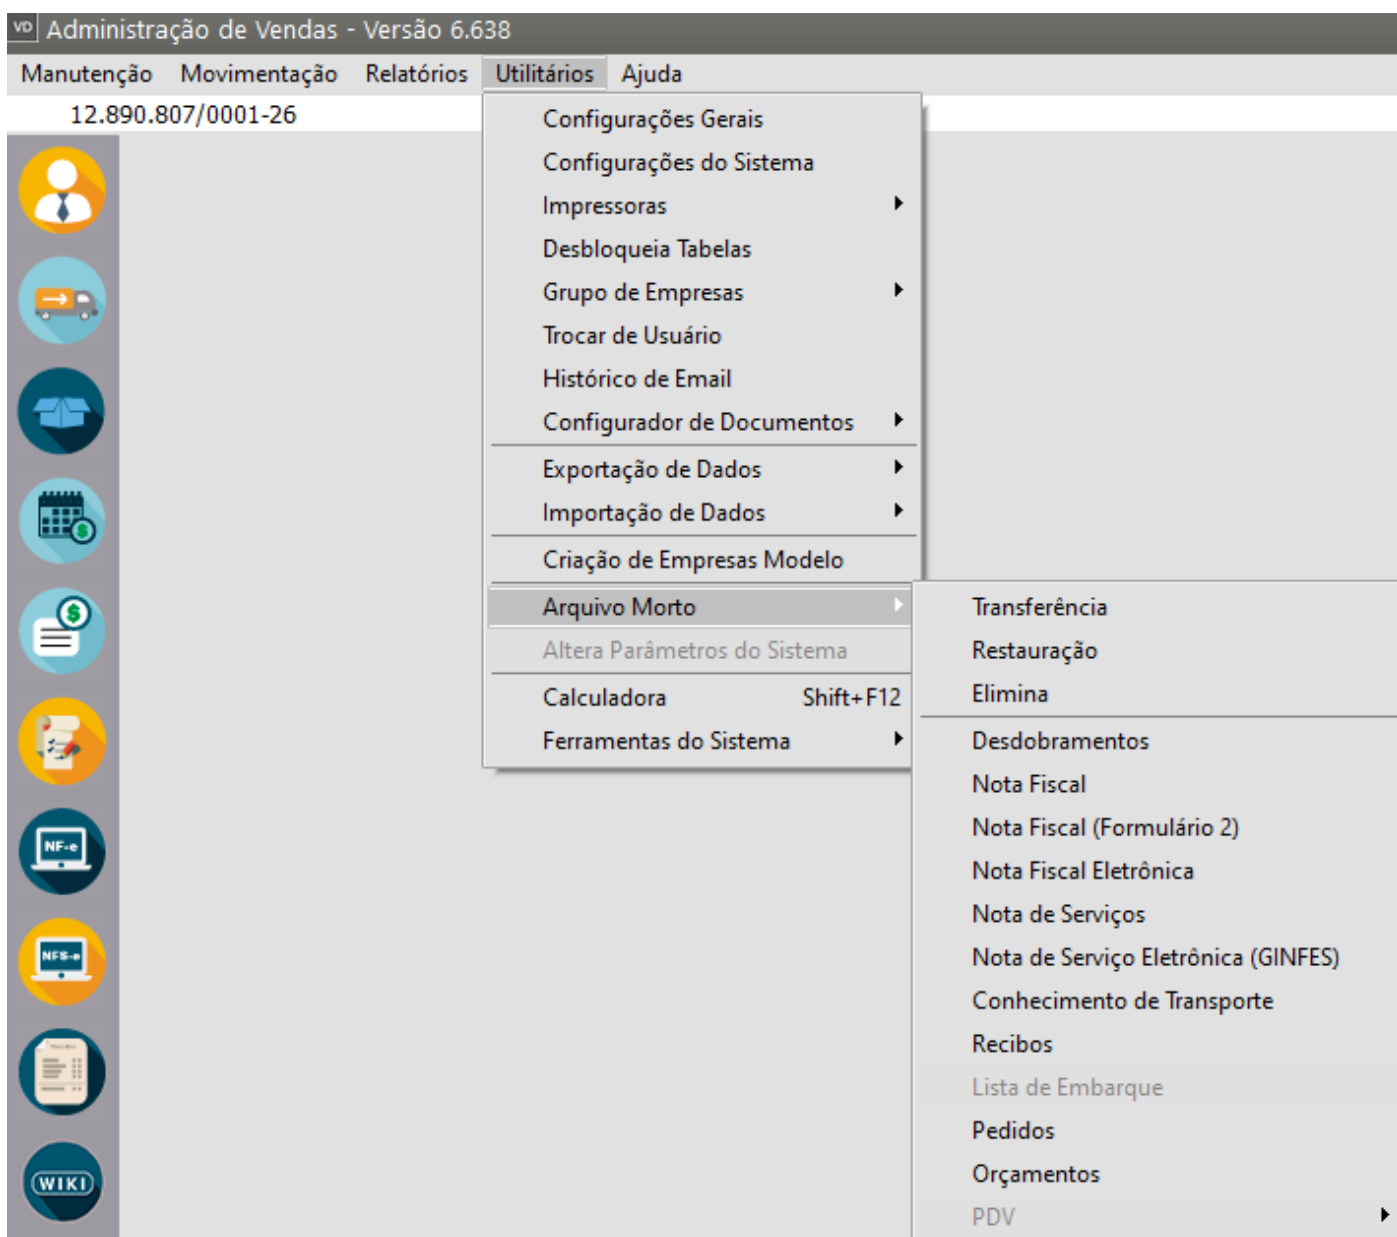 VD Administração de Vendas - Versão 6.638
Manutenção Movimentação Relatórios Utilitários Ajuda
12.890.807/0001-26
Configurações Gerais
Configurações do Sistema
Impressoras
Desbloqueia Tabelas
Grupo de Empresas
Trocar de Usuário
Histórico de Email
Configurador de Documentos
Exportação de Dados
Importação de Dados
Criação de Empresas Modelo
Arquivo Morto
Altera Parâmetros do Sistema
Calculadora Shift+F12
Ferramentas do Sistema
Transferência
Restauração
Elimina
Desdobramentos
Nota Fiscal
Nota Fiscal (Formulário 2)
Nota Fiscal Eletrônica
Nota de Serviços
Nota de Serviço Eletrônica (GINFES)
Conhecimento de Transporte
Recibos
Lista de Embarque
Pedidos
Orçamentos
PDV
NF-e
NFS-e
WIKI